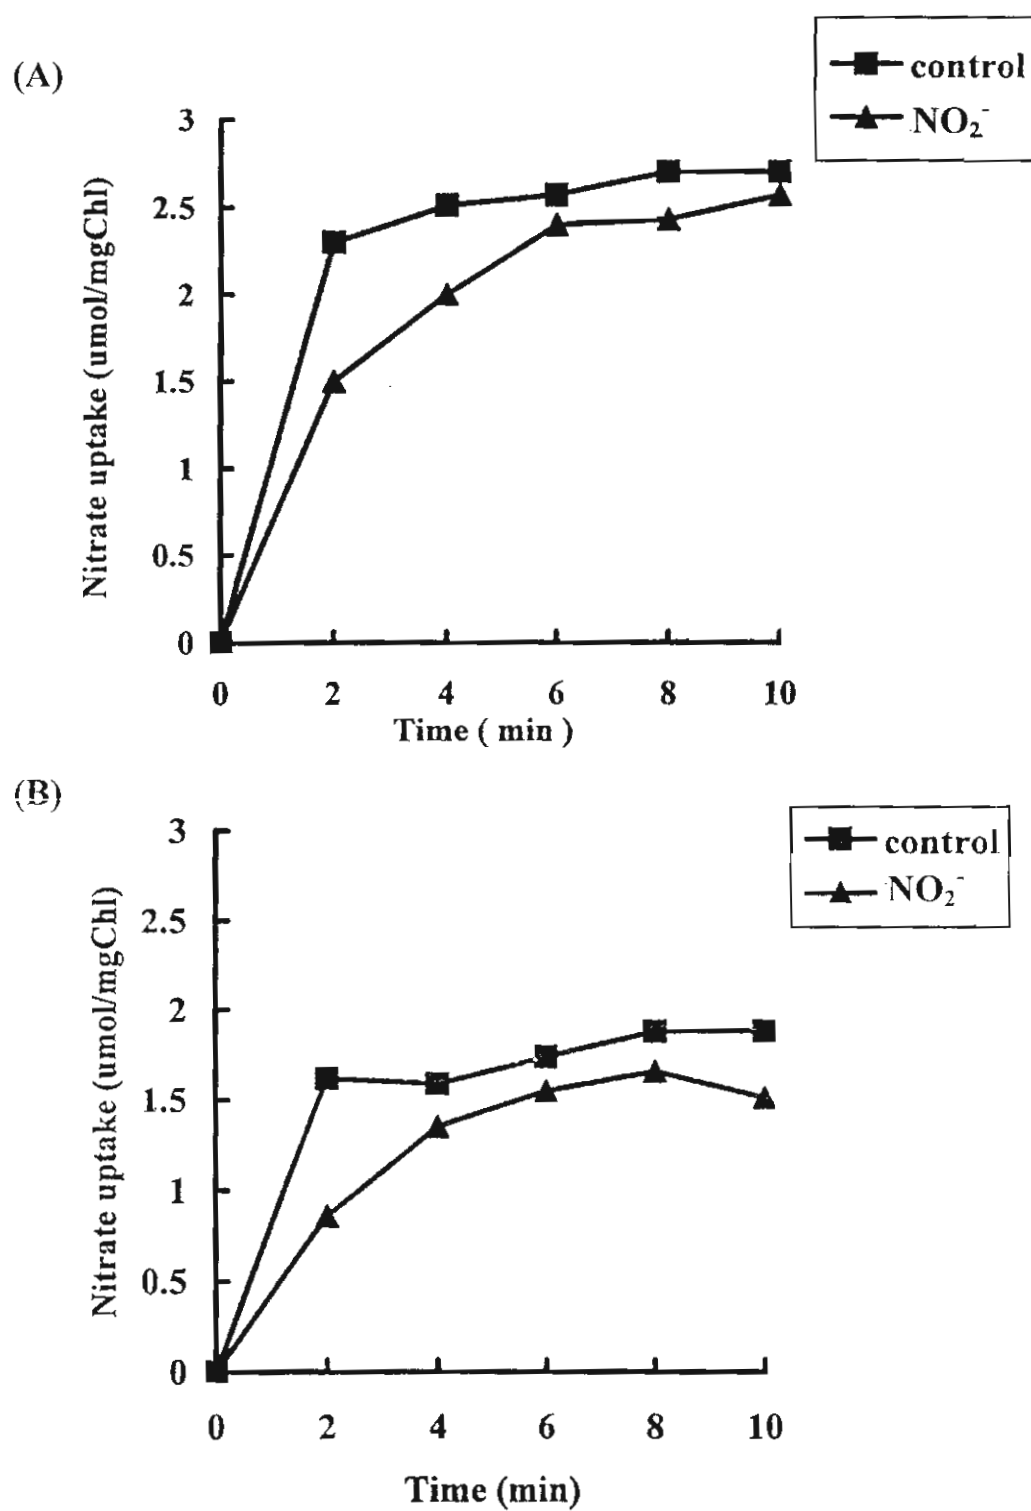 (A)
control
NO₂⁻
Nitrate uptake (umol/mgChl)
3
2.5
2
1.5
1
0.5
0
0 2 4 6 8 10
Time ( min )
(B)
control
NO₂⁻
Nitrate uptake (umol/mgChl)
3
2.5
2
1.5
1
0.5
0
0 2 4 6 8 10
Time (min)